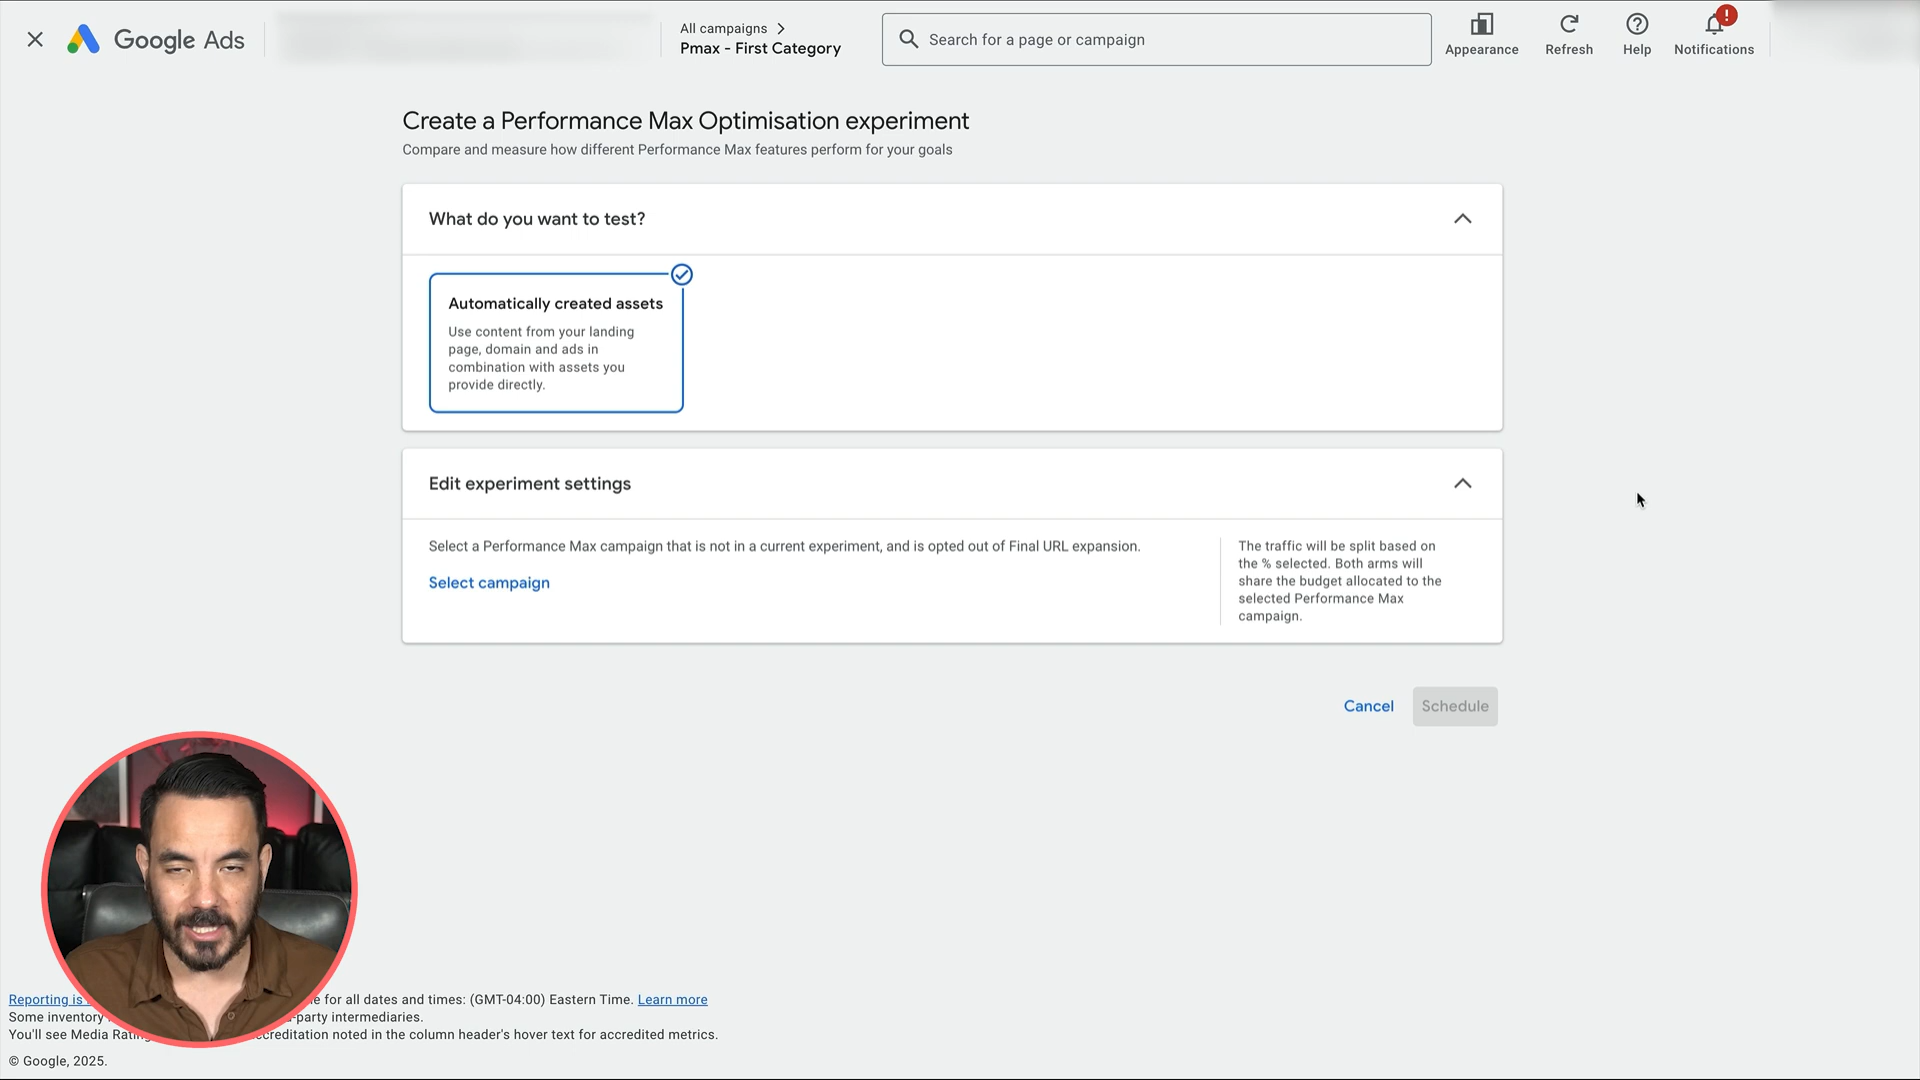 Google Ads
All campaigns
Pmax - First Category
Search for a page or campaign
Appearance
Refresh
Help
!
Notifications
Create a Performance Max Optimisation experiment
Compare and measure how different Performance Max features perform for your goals
What do you want to test?
Automatically created assets
Use content from your landing
page, domain and ads in
combination with assets you
provide directly.
Edit experiment settings
Select a Performance Max campaign that is not in a current experiment, and is opted out of Final URL expansion.
Select campaign
The traffic will be split based on
the % selected. Both arms will
share the budget allocated to the
selected Performance Max
campaign.
Cancel
Schedule
Reporting is for all dates and times: (GMT-04:00) Eastern Time. Learn more
Some inventory -party intermediaries.
You'll see Media noted in the column header's hover text for accredited metrics.
© Google, 2025.